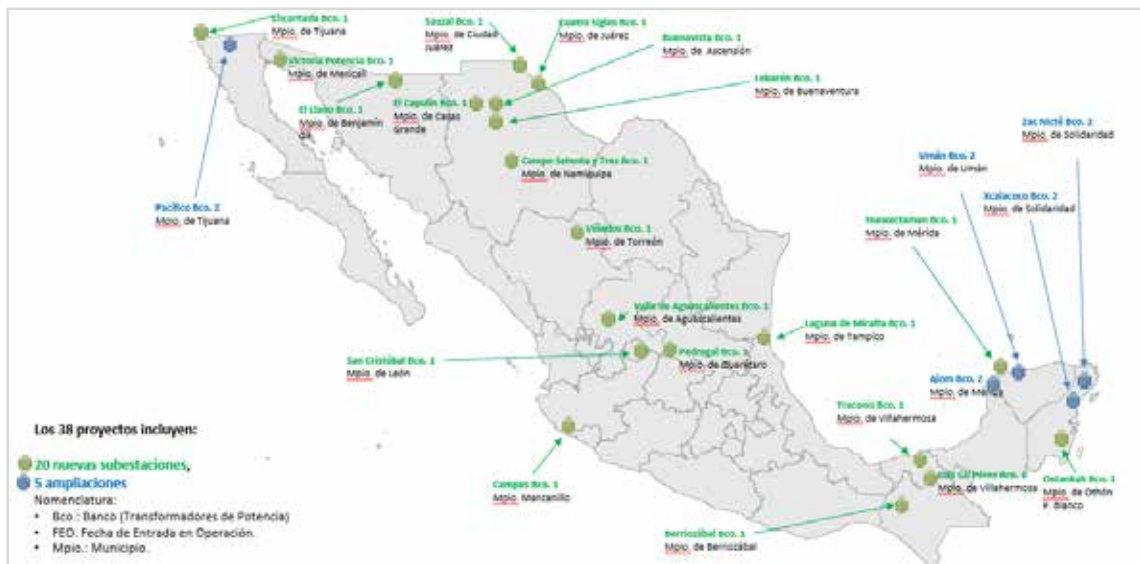 Encantada Bco. 1
Mpio. de Tijuana
Sauzal Bco. 1
Mpio. de Ciudad
Juárez
Cuatro Siglos Bco. 1
Mpio. de Juárez
Buenavista Bco. 1
Mpio. de Ascensión
Victoria Potencia Bco. 1
Mpio. de Mexicali
Lebarón Bco. 1
Mpio. de Buenaventura
El Llano Bco. 1
Mpio. de Benjamín
El Capulín Bco. 1
Mpio. de Casas
Grande
Zac Nicté Bco. 2
Mpio. de Solidaridad
Umán Bco. 2
Mpio. de Umán
Campo Setenta y Tres Bco. 1
Mpio. de Namiquipa
Xcalacoco Bco. 2
Mpio. de Solidaridad
Pacífico Bco. 2
Mpio. de Tijuana
Bco. 1
Mpio. de Mérida
Viñedos Bco. 1
Mpio. de Torreón
Valle de Aguascalientes Bco. 1
Mpio. de Aguascalientes
Laguna de Miralta Bco. 1
Mpio. de Tampico
San Cristóbal Bco. 1
Mpio. de León
Pedregal Bco. 1
Mpio. de Querétaro
Bco. 2
Mpio. de Mérida
Bco. 1
Mpio. de Villahermosa
Los 38 proyectos incluyen:
20 nuevas subestaciones,
5 ampliaciones
Nomenclatura:
• Bco.: Banco (Transformadores de Potencia)
• FEO: Fecha de Entrada en Operación.
• Mpio.: Municipio.
Campos Bco. 1
Mpio. Manzanillo
Pérez Bco. 1
Mpio. de Villahermosa
Bco. 1
Mpio. de Othón
P. Blanco
Berriozábal Bco. 1
Mpio. de Berriozábal